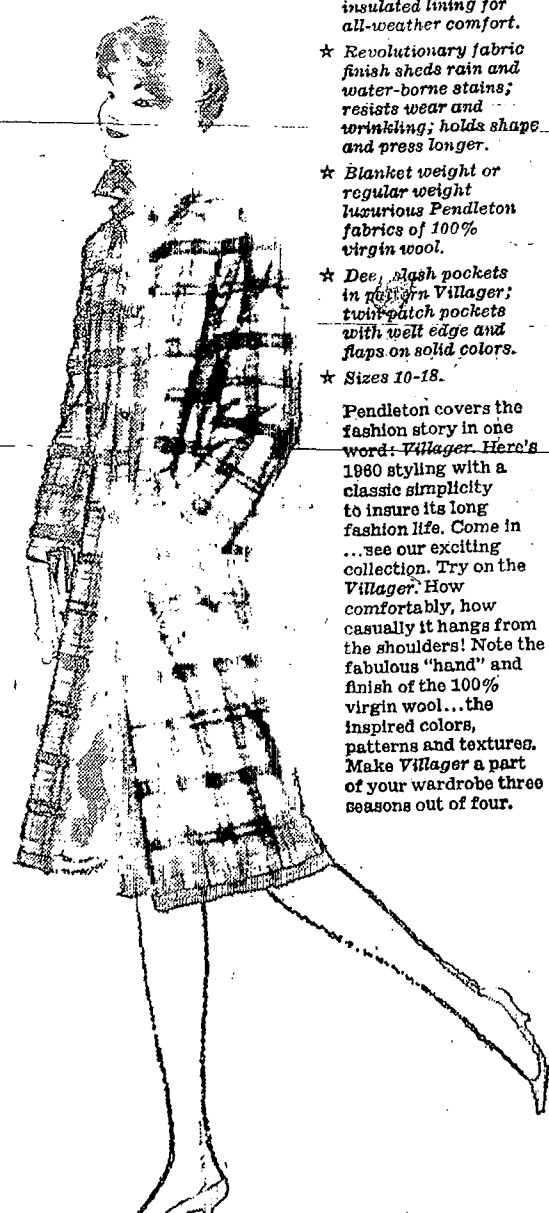 insulated lining for
all-weather comfort.
☆ Revolutionary fabric
finish sheds rain and
water-borne stains;
resists wear and
wrinkling; holds shape
and press longer.
☆ Blanket weight or
regular weight
luxurious Pendleton
fabrics of 100%
virgin wool.
☆ Deep slash pockets
in pattern Villager;
twin patch pockets
with welt edge and
flaps on solid colors.
☆ Sizes 10-18.
Pendleton covers the
fashion story in one
word: Villager. Here's
1960 styling with a
classic simplicity
to insure its long
fashion life. Come in
...see our exciting
collection. Try on the
Villager. How
comfortably, how
casually it hangs from
the shoulders! Note the
fabulous "hand" and
finish of the 100%
virgin wool...the
inspired colors,
patterns and textures.
Make Villager a part
of your wardrobe three
seasons out of four.